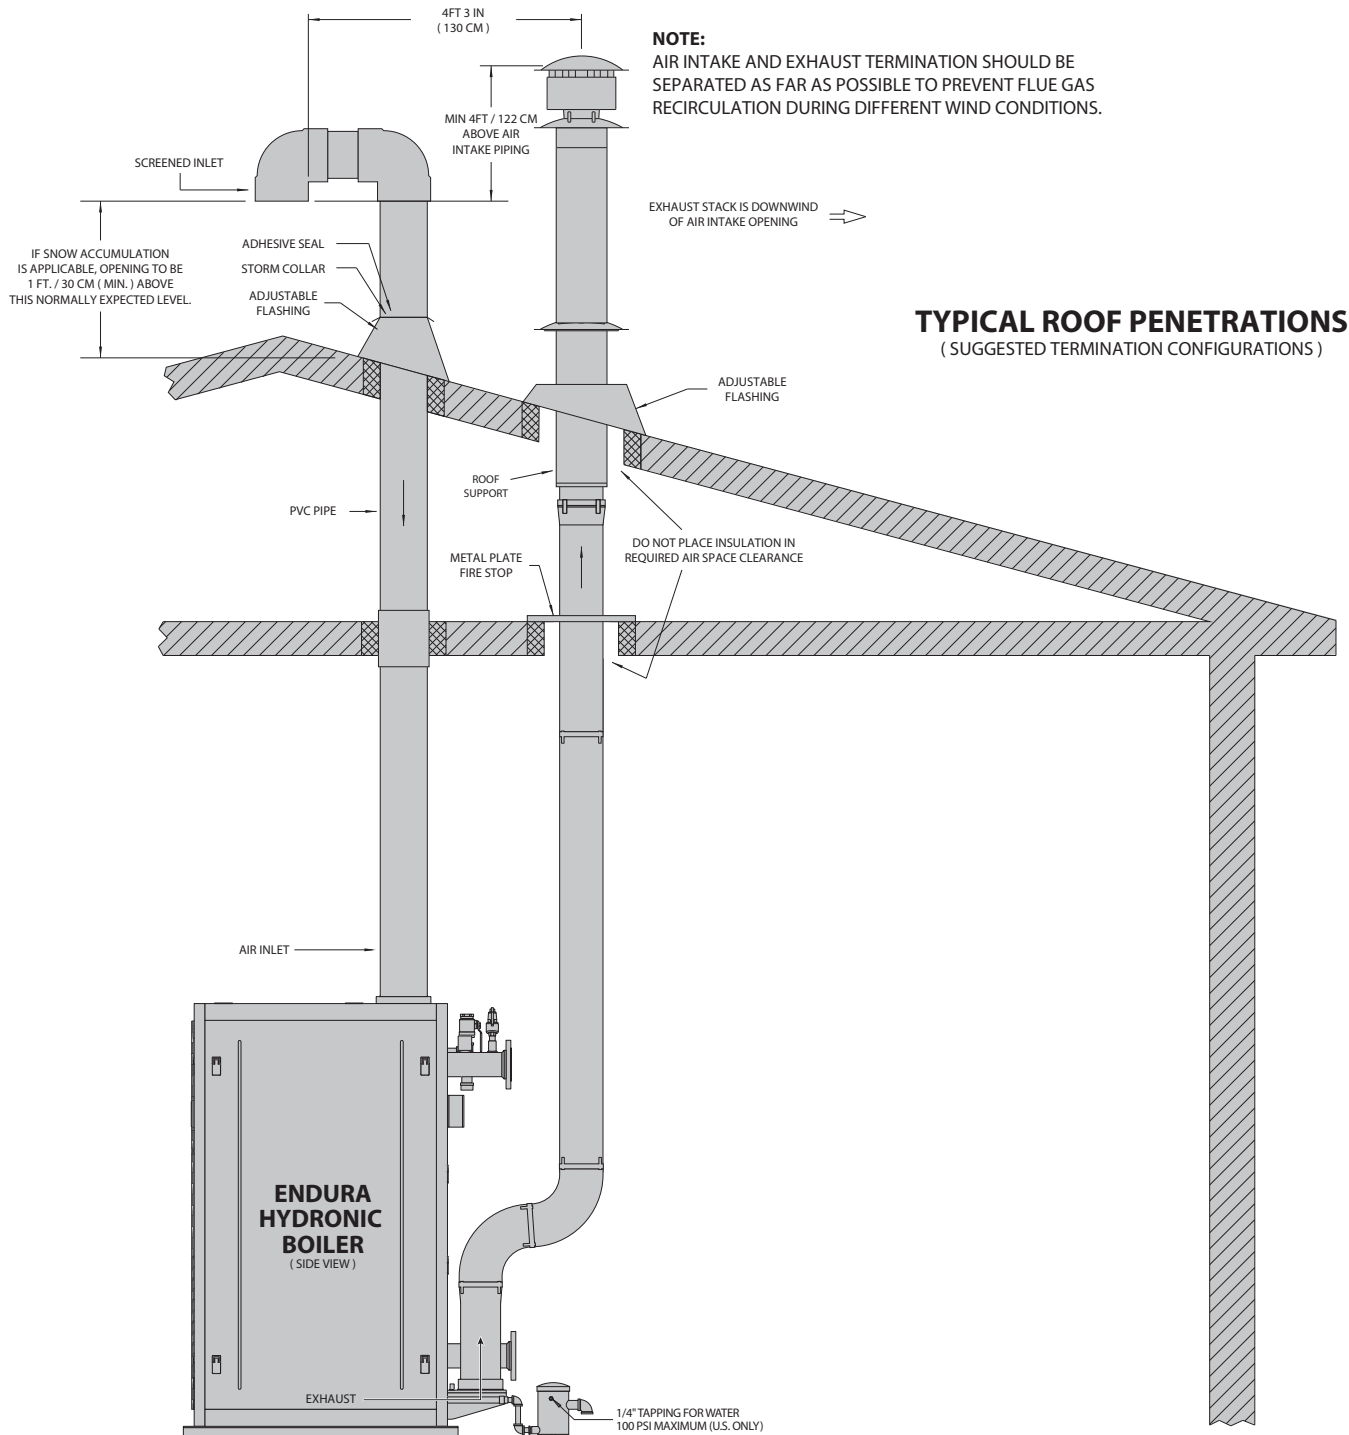 4FT 3 IN
( 130 CM )
NOTE:
AIR INTAKE AND EXHAUST TERMINATION SHOULD BE
SEPARATED AS FAR AS POSSIBLE TO PREVENT FLUE GAS
RECIRCULATION DURING DIFFERENT WIND CONDITIONS.
MIN 4FT / 122 CM
ABOVE AIR
INTAKE PIPING
SCREENED INLET
EXHAUST STACK IS DOWNWIND
OF AIR INTAKE OPENING
IF SNOW ACCUMULATION
IS APPLICABLE, OPENING TO BE
1 FT. / 30 CM ( MIN. ) ABOVE
THIS NORMALLY EXPECTED LEVEL.
ADHESIVE SEAL
STORM COLLAR
ADJUSTABLE
FLASHING
TYPICAL ROOF PENETRATIONS
( SUGGESTED TERMINATION CONFIGURATIONS )
ADJUSTABLE
FLASHING
ROOF
SUPPORT
PVC PIPE
DO NOT PLACE INSULATION IN
REQUIRED AIR SPACE CLEARANCE
METAL PLATE
FIRE STOP
AIR INLET
ENDURA
HYDRONIC
BOILER
( SIDE VIEW )
EXHAUST
1/4" TAPPING FOR WATER
100 PSI MAXIMUM (U.S. ONLY)